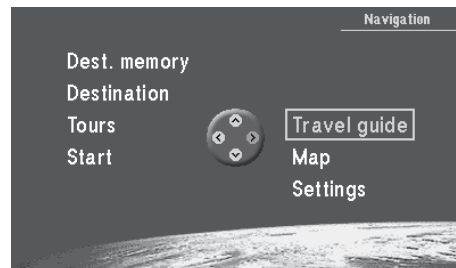 Navigation
Dest. memory
Destination
Tours
Start
Travel guide
Map
Settings